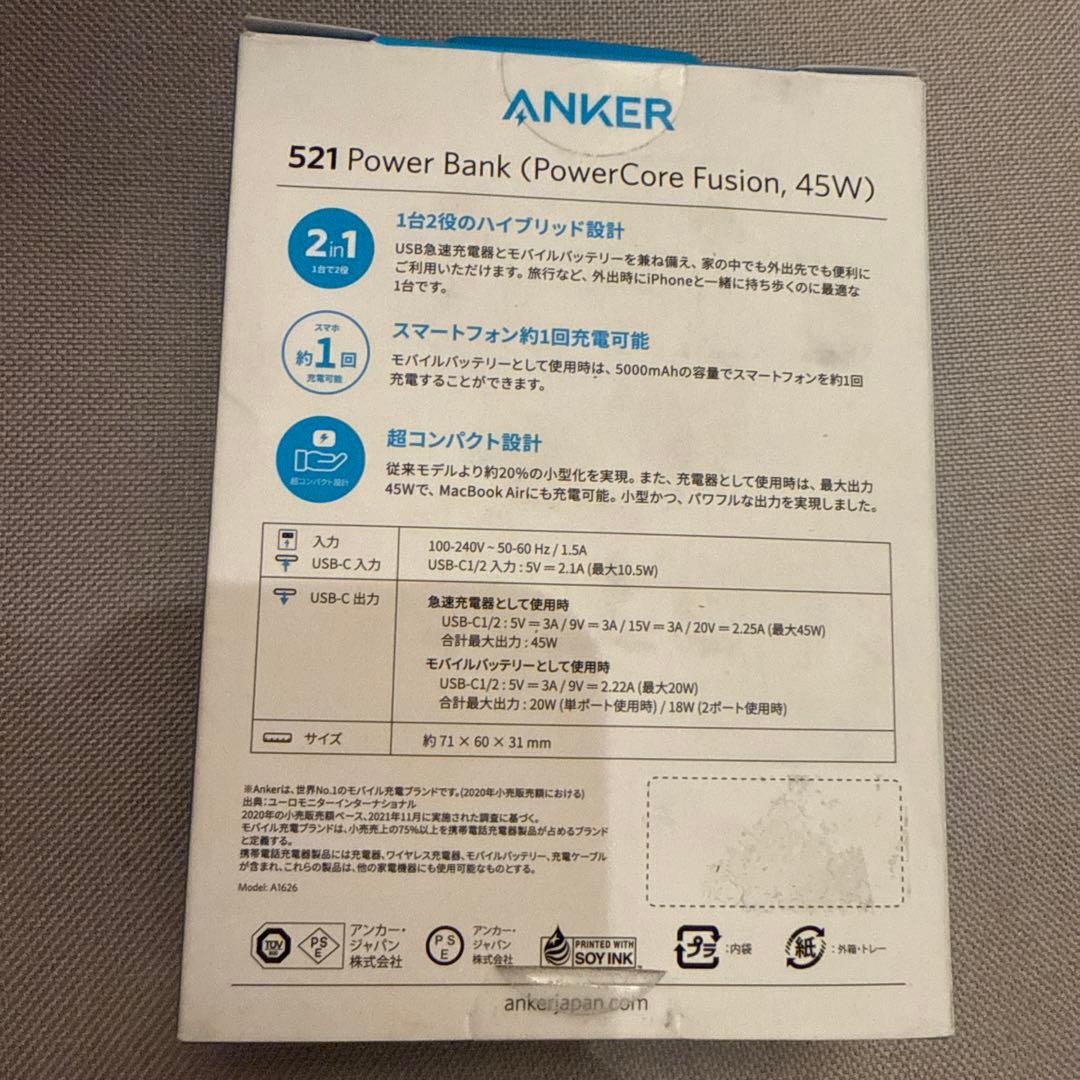 ANKER
521 Power Bank (PowerCore Fusion, 45W)
2in1
1台で2役
1台2役のハイブリッド設計
USB急速充電器とモバイルバッテリーを兼ね備え、家の中でも外出先でも便利に
ご利用いただけます。旅行など、外出時にiPhoneと一緒に持ち歩くのに最適な
1台です。
スマホ
約1回
充電可能
スマートフォン約1回充電可能
モバイルバッテリーとして使用時は、5000mAhの容量でスマートフォンを約1回
充電することができます。
超コンパクト設計
超コンパクト設計
従来モデルより約20%の小型化を実現。また、充電器として使用時は、最大出力
45Wで、MacBook Airにも充電可能。小型かつ、パワフルな出力を実現しました。
入力
100-240V ~ 50-60 Hz / 1.5A
USB-C 入力
USB-C1/2 入力 : 5V ⎓ 2.1A (最大10.5W)
USB-C 出力
急速充電器として使用時
USB-C1/2 : 5V ⎓ 3A / 9V ⎓ 3A / 15V ⎓ 3A / 20V ⎓ 2.25A (最大45W)
合計最大出力 : 45W
モバイルバッテリーとして使用時
USB-C1/2 : 5V ⎓ 3A / 9V ⎓ 2.22A (最大20W)
合計最大出力 : 20W (単ポート使用時) / 18W (2ポート使用時)
サイズ
約 71 × 60 × 31 mm
※Ankerは、世界No.1のモバイル充電ブランドです。(2020年小売販売額における)
出典:ユーロモニターインターナショナル
2020年の小売販売額ベース、2021年11月に実施された調査に基づく。
モバイル充電ブランドは、小売売上の75%以上を携帯電話充電器製品が占めるブランド
と定義する。
携帯電話充電器製品には充電器、ワイヤレス充電器、モバイルバッテリー、充電ケーブル
が含まれ、これらの製品は、他の家電機器にも使用可能なものとする。
Model: A1626
TÜV
PSE
アンカー・
ジャパン
株式会社
PSE
アンカー・
ジャパン
株式会社
PRINTED WITH
SOY INK
TM
プラ
: 内袋
紙
: 外箱・トレー
ankerjapan.com